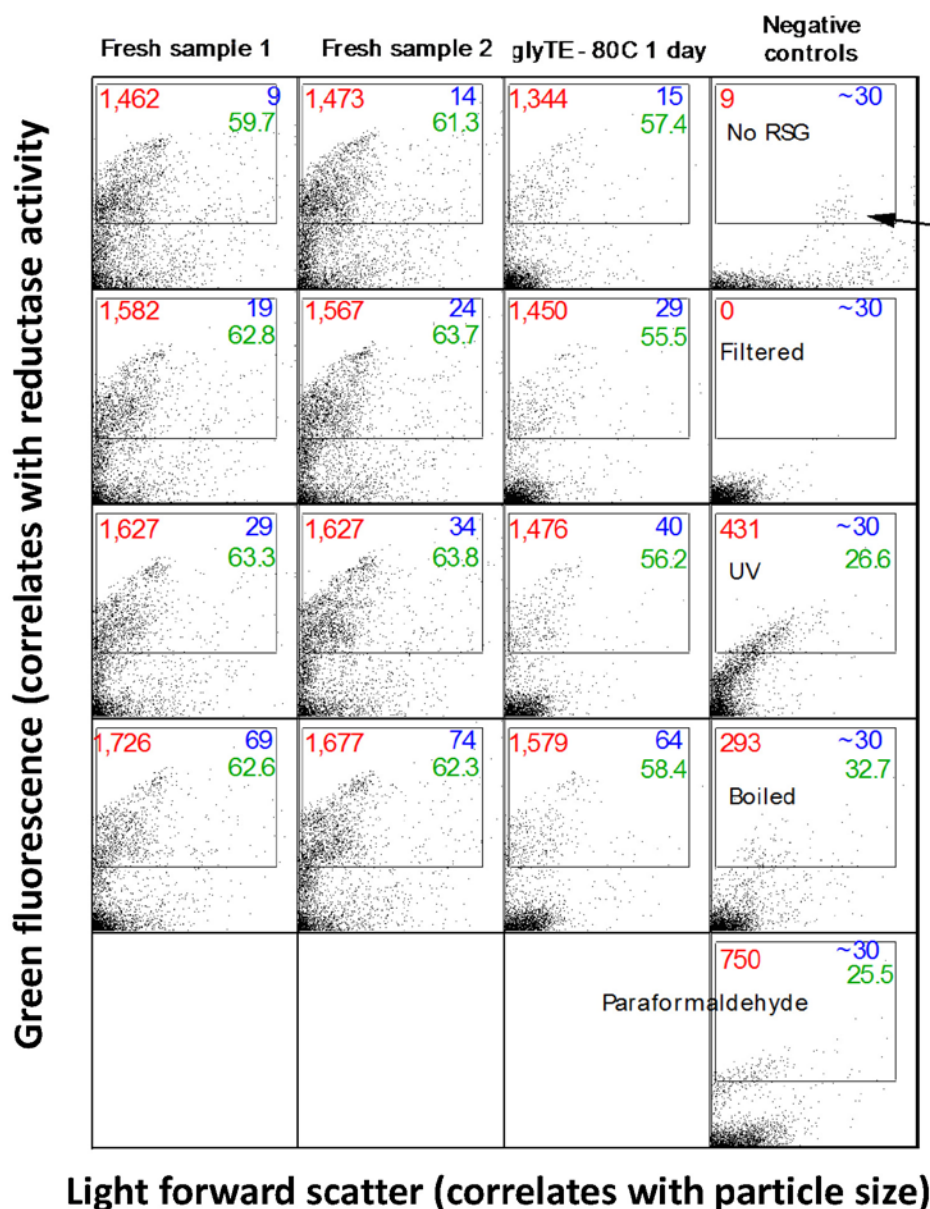 Fresh sample 1
Fresh sample 2
glyTE - 80C 1 day
Negative
controls
Green fluorescence (correlates with reductase activity
1,462 9
59.7
1,473 14
61.3
1,344 15
57.4
9 ~30
No RSG
1,582 19
62.8
1,567 24
63.7
1,450 29
55.5
0 ~30
Filtered
1,627 29
63.3
1,627 34
63.8
1,476 40
56.2
431 ~30
UV 26.6
1,726 69
62.6
1,677 74
62.3
1,579 64
58.4
293 ~30
32.7
Boiled
750 ~30
25.5
Paraformaldehyde
Light forward scatter (correlates with particle size)